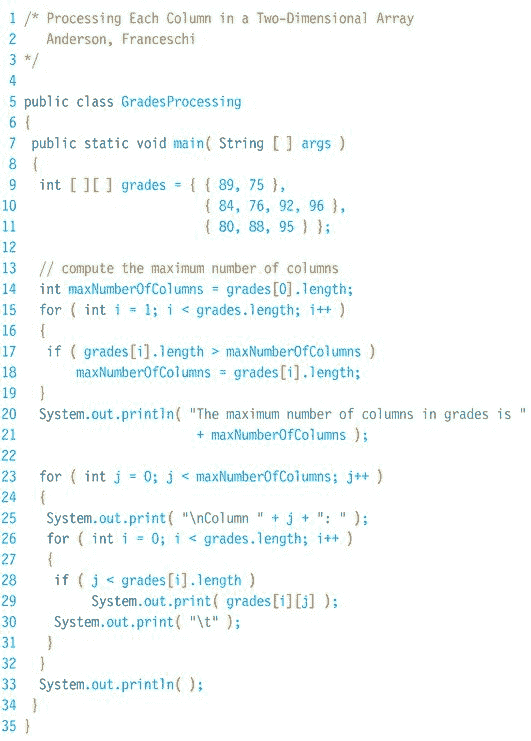 1 /* Processing Each Column in a Two-Dimensional Array
2    Anderson, Franceschi
3 */
4
5 public class GradesProcessing
6 {
7  public static void main( String [ ] args )
8  {
9   int [ ][ ] grades = { { 89, 75 },
10                        { 84, 76, 92, 96 },
11                        { 80, 88, 95 } };
12
13   // compute the maximum number of columns
14   int maxNumberOfColumns = grades[0].length;
15   for ( int i = 1; i < grades.length; i++ )
16   {
17    if ( grades[i].length > maxNumberOfColumns )
18        maxNumberOfColumns = grades[i].length;
19   }
20   System.out.println( "The maximum number of columns in grades is "
21                       + maxNumberOfColumns );
22
23   for ( int j = 0; j < maxNumberOfColumns; j++ )
24   {
25    System.out.print( "\nColumn " + j + ": " );
26    for ( int i = 0; i < grades.length; i++ )
27    {
28     if ( j < grades[i].length )
29          System.out.print( grades[i][j] );
30     System.out.print( "\t" );
31    }
32   }
33   System.out.println( );
34  }
35 }